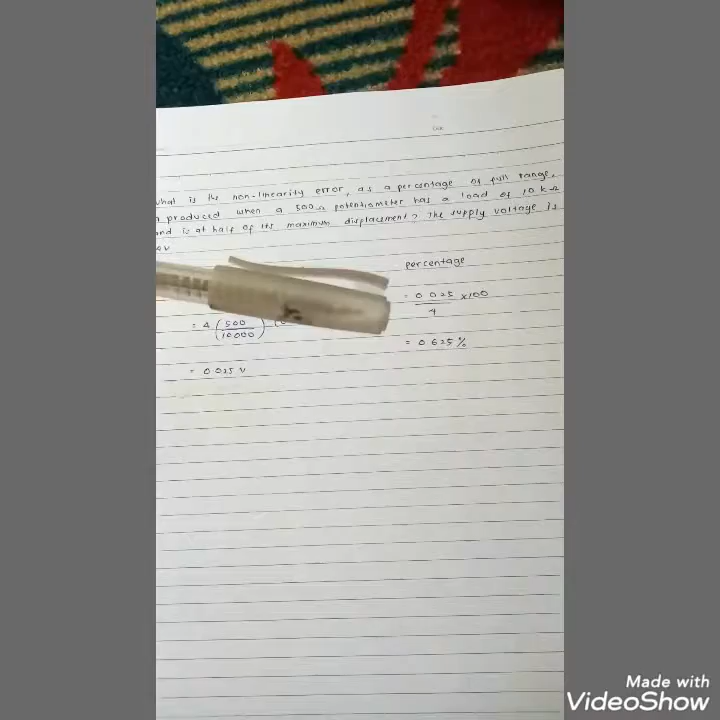 what is the non-linearity error, as a percentage of full range,
produced when a 500Ω potentiometer has a load of 10 kΩ
and is at half of its maximum displacement? The supply voltage is
4V
percentage
= 0.025 x100
4
= 4 (500
10000)
= 0.625 %
= 0.025 V
Made with
VideoShow